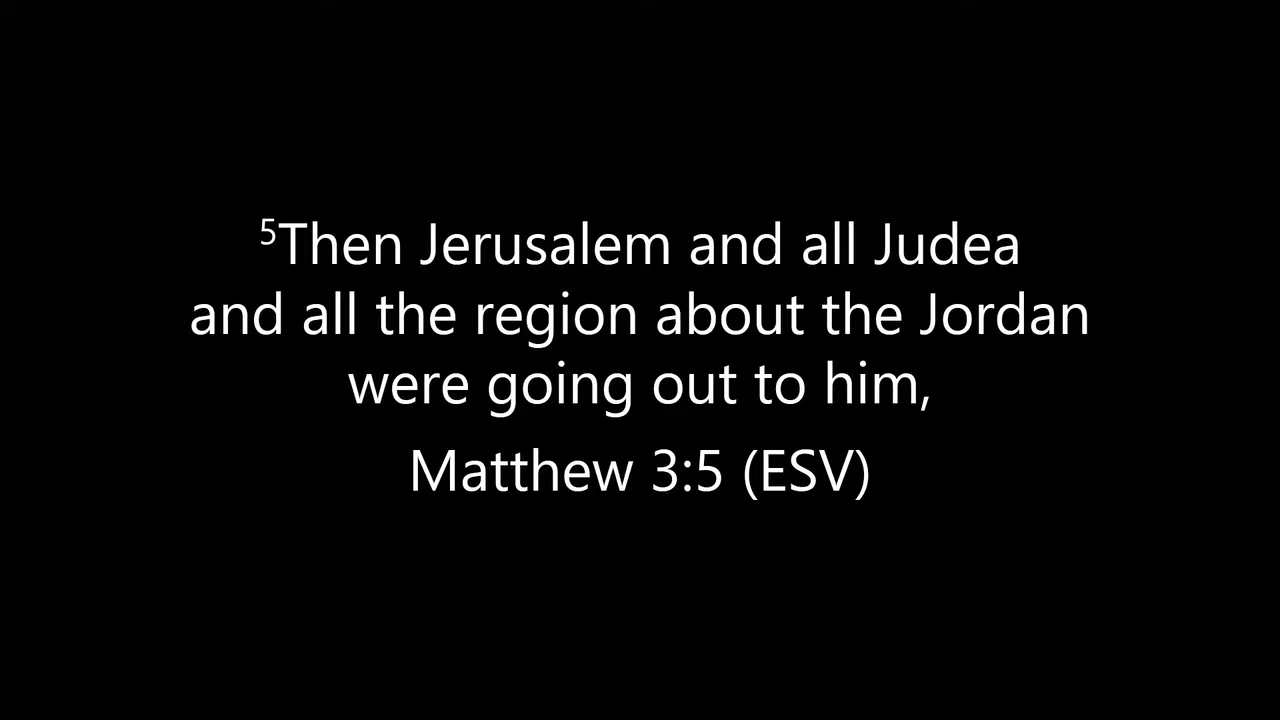 ⁵Then Jerusalem and all Judea
and all the region about the Jordan
were going out to him,
Matthew 3:5 (ESV)